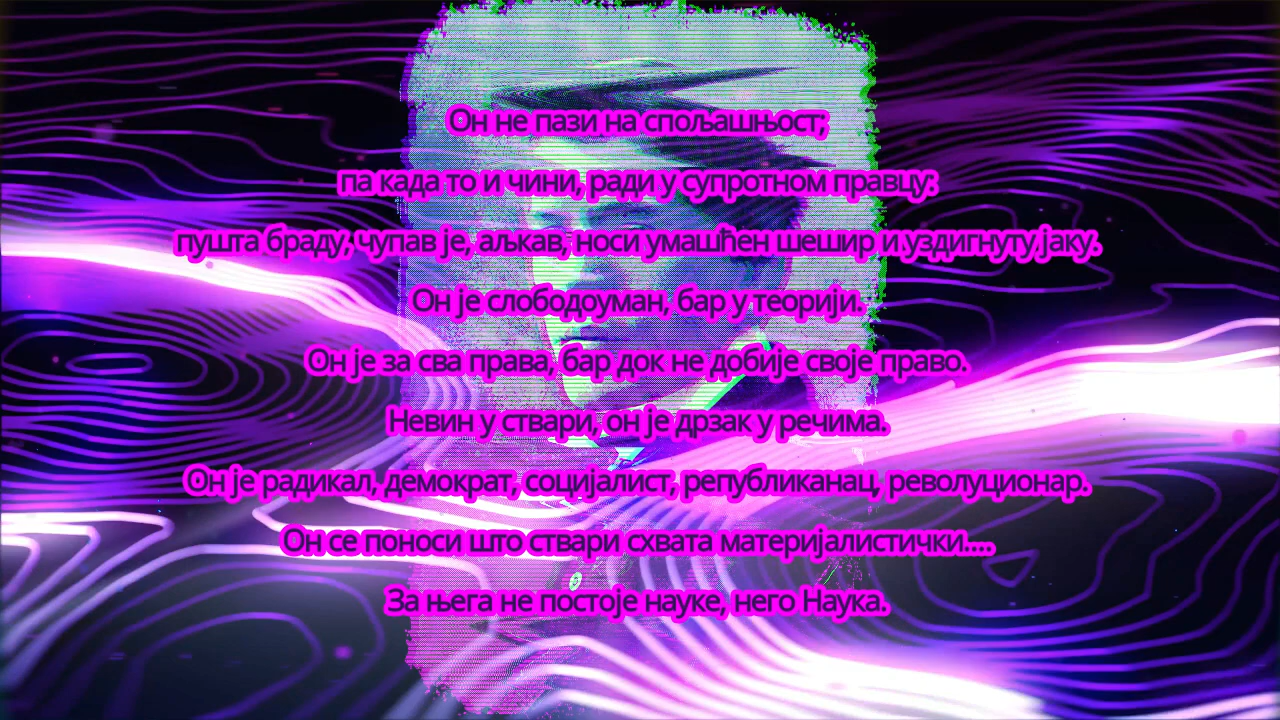 Он не пази на спољашњост;
па када то и чини, ради у супротном правцу:
пушта браду, чупав је, аљкав, носи умашћен шешир и уздигнуту јаку.
Он је слободоуман, бар у теорији.
Он је за сва права, бар док не добије своје право.
Невин у ствари, он је дрзак у речима.
Он је радикал, демократ, социјалист, републиканац, револуционар.
Он се поноси што ствари схвата материјалистички....
За њега не постоје науке, него Наука.